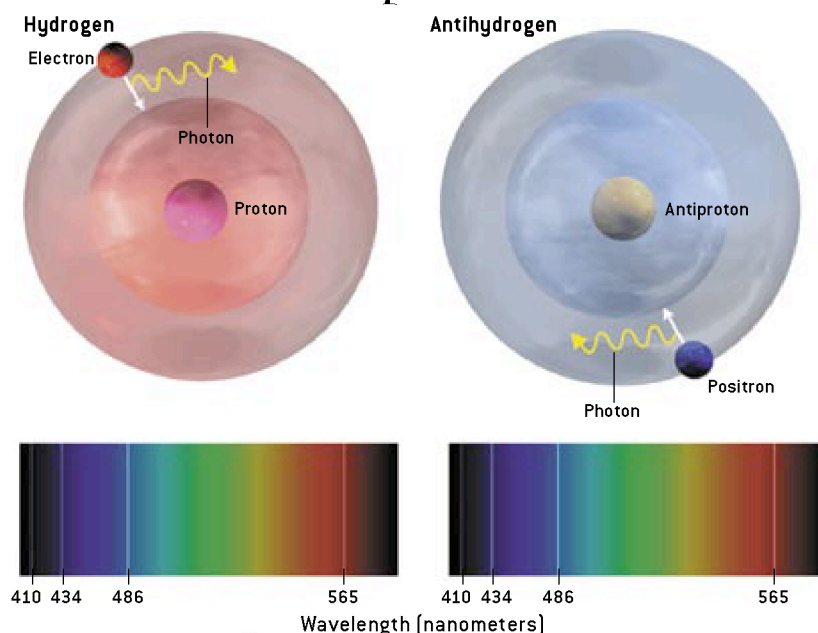 Hydrogen
Electron
Photon
Proton
Antihydrogen
Antiproton
Positron
Photon
410 434 486 565
410 434 486 565
Wavelength (nanometers)